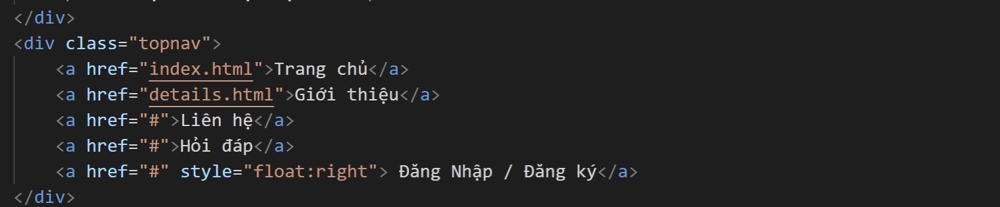 </div>
<div class="topnav">
    <a href="index.html">Trang chủ</a>
    <a href="details.html">Giới thiệu</a>
    <a href="#">Liên hệ</a>
    <a href="#">Hỏi đáp</a>
    <a href="#" style="float:right"> Đăng Nhập / Đăng ký</a>
</div>